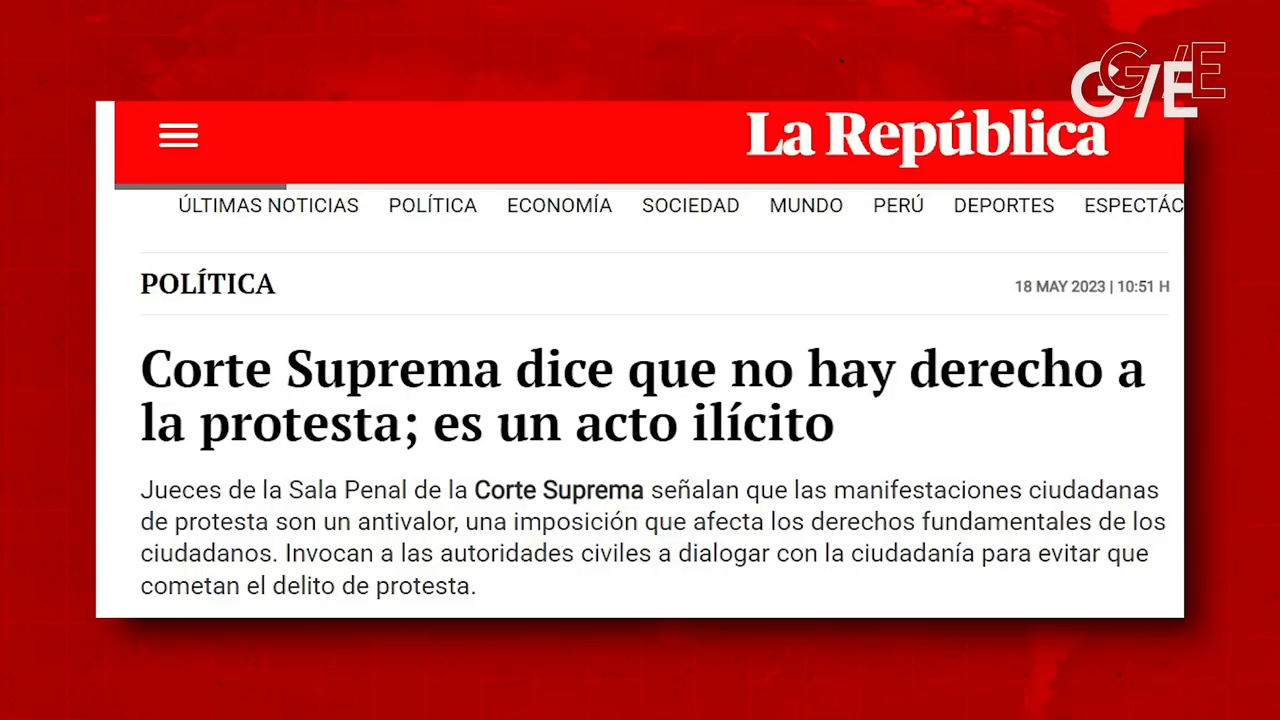 G/E
G/E
La República
ÚLTIMAS NOTICIAS POLÍTICA ECONOMÍA SOCIEDAD MUNDO PERÚ DEPORTES ESPECTÁC
POLÍTICA
18 MAY 2023 | 10:51 H
Corte Suprema dice que no hay derecho a
la protesta; es un acto ilícito
Jueces de la Sala Penal de la Corte Suprema señalan que las manifestaciones ciudadanas
de protesta son un antivalor, una imposición que afecta los derechos fundamentales de los
ciudadanos. Invocan a las autoridades civiles a dialogar con la ciudadanía para evitar que
cometan el delito de protesta.